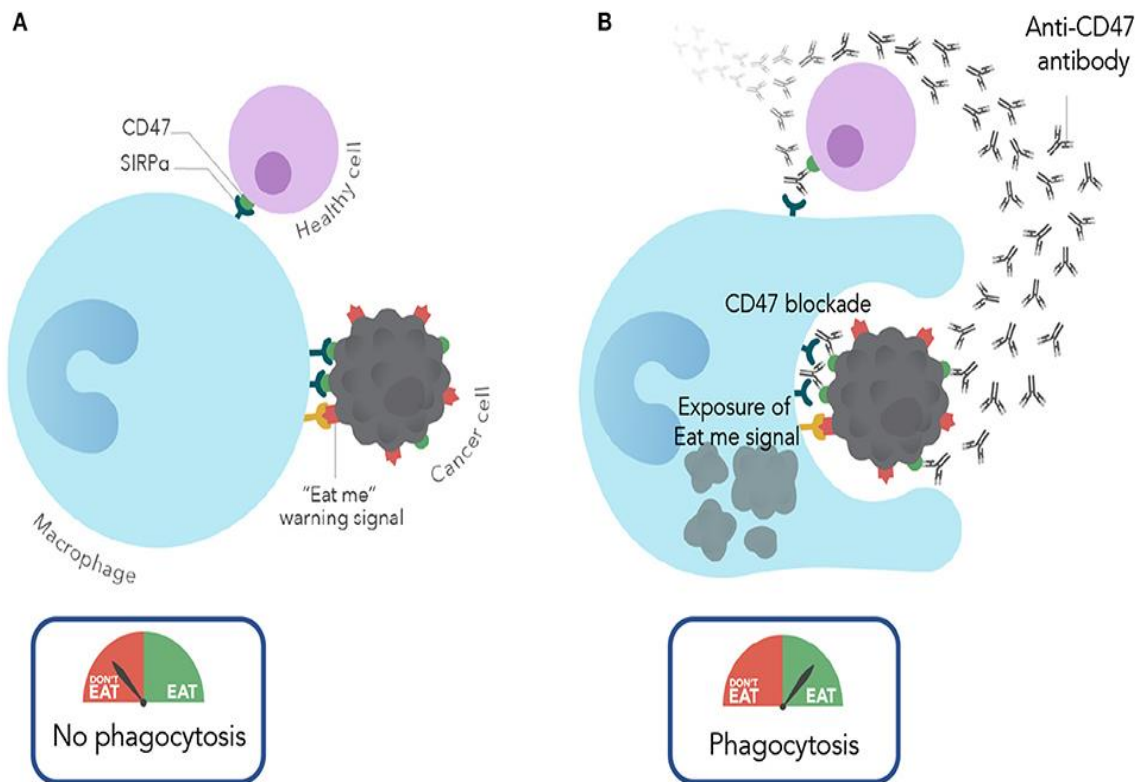 A
CD47
SIRPα
Healthy cell
Cancer cell
"Eat me"
warning signal
Macrophage
DON'T
EAT
EAT
No phagocytosis
B
Anti-CD47
antibody
CD47 blockade
Exposure of
Eat me signal
DON'T
EAT
EAT
Phagocytosis